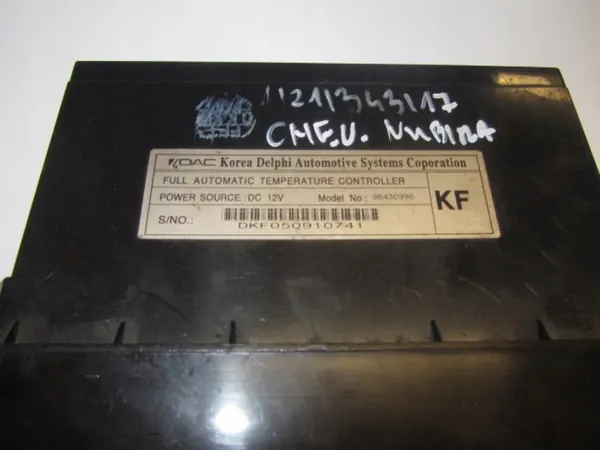 11211343117
CHEV. NUBIRA
KDAC Korea Delphi Automotive Systems Coporation
FULL AUTOMATIC TEMPERATURE CONTROLLER
POWER SOURCE.:DC 12V Model No.: 96430996
KF
S/NO.:
DKF050910741